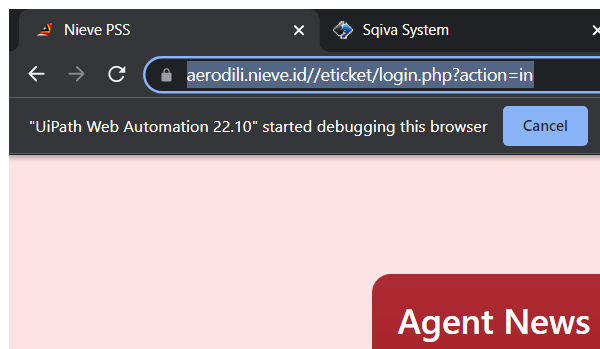 Nieve PSS
Sqiva System
aerodili.nieve.id//eticket/login.php?action=in
"UiPath Web Automation 22.10" started debugging this browser
Cancel
Agent News